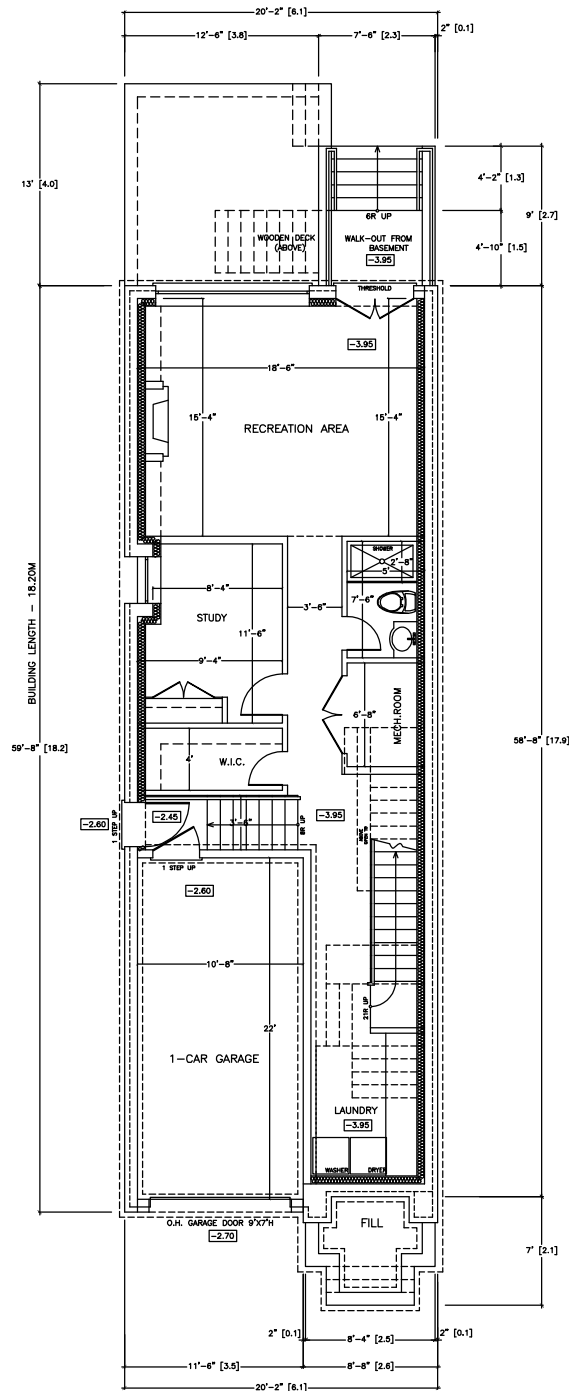 20'-2" [6.1]
12'-6" [3.8]
7'-6" [2.3]
2" [0.1]
13' [4.0]
4'-2" [1.3]
9' [2.7]
4'-10" [1.5]
6R UP
WOODEN DECK
(ABOVE)
WALK-OUT FROM
BASEMENT
-3.95
THRESHOLD
-3.95
18'-6"
15'-4"
15'-4"
RECREATION AREA
SHOWER
2'-8"
5'
8'-4"
3'-6"
7'-6"
STUDY
11'-6"
9'-4"
BUILDING LENGTH - 18.20M
6'-8"
MECH.ROOM
59'-8" [18.2]
58'-8" [17.9]
4'
W.I.C.
-2.60
-2.45
1 STEP UP
8R UP
-3.95
OPEN TO
ABOVE
1 STEP UP
-2.60
10'-8"
22'
21R UP
1-CAR GARAGE
LAUNDRY
-3.95
WASHER
DRYER
O.H. GARAGE DOOR 9'X7'H
-2.70
FILL
7' [2.1]
2" [0.1]
8'-4" [2.5]
2" [0.1]
11'-6" [3.5]
8'-8" [2.6]
20'-2" [6.1]